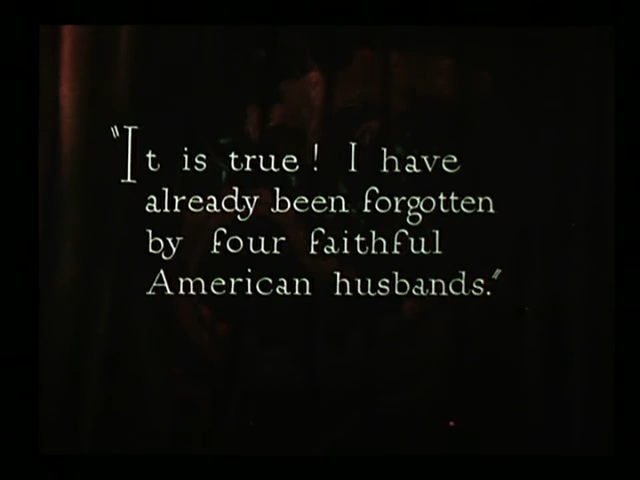 "It is true! I have
already been forgotten
by four faithful
American husbands."